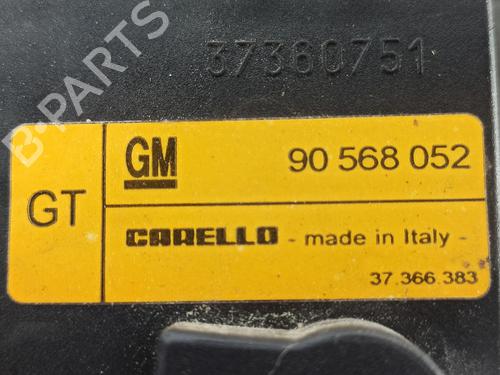 B-PARTS
37360751
GT
GM
90 568 052
CARELLO - made in Italy -
37.366.383